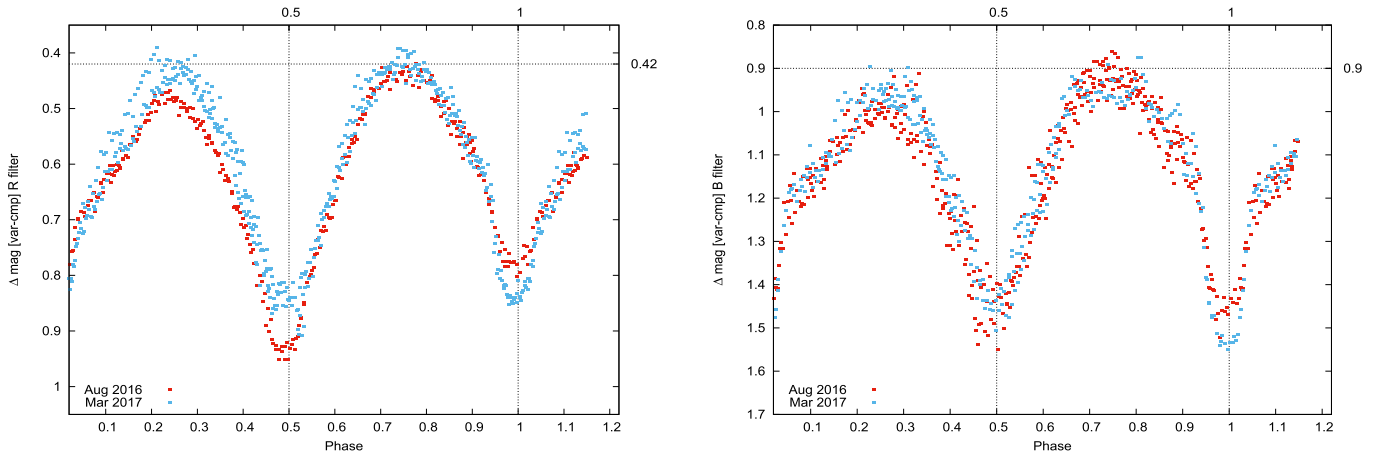 0.5 1
0.4
0.5
0.6
0.7
0.8
0.9
1
0.42
Δ mag [var-cmp] R filter
Aug 2016
Mar 2017
0.1 0.2 0.3 0.4 0.5 0.6 0.7 0.8 0.9 1 1.1 1.2
Phase
0.5 1
0.8
0.9
1
1.1
1.2
1.3
1.4
1.5
1.6
1.7
0.9
Δ mag [var-cmp] B filter
Aug 2016
Mar 2017
0.1 0.2 0.3 0.4 0.5 0.6 0.7 0.8 0.9 1 1.1 1.2
Phase